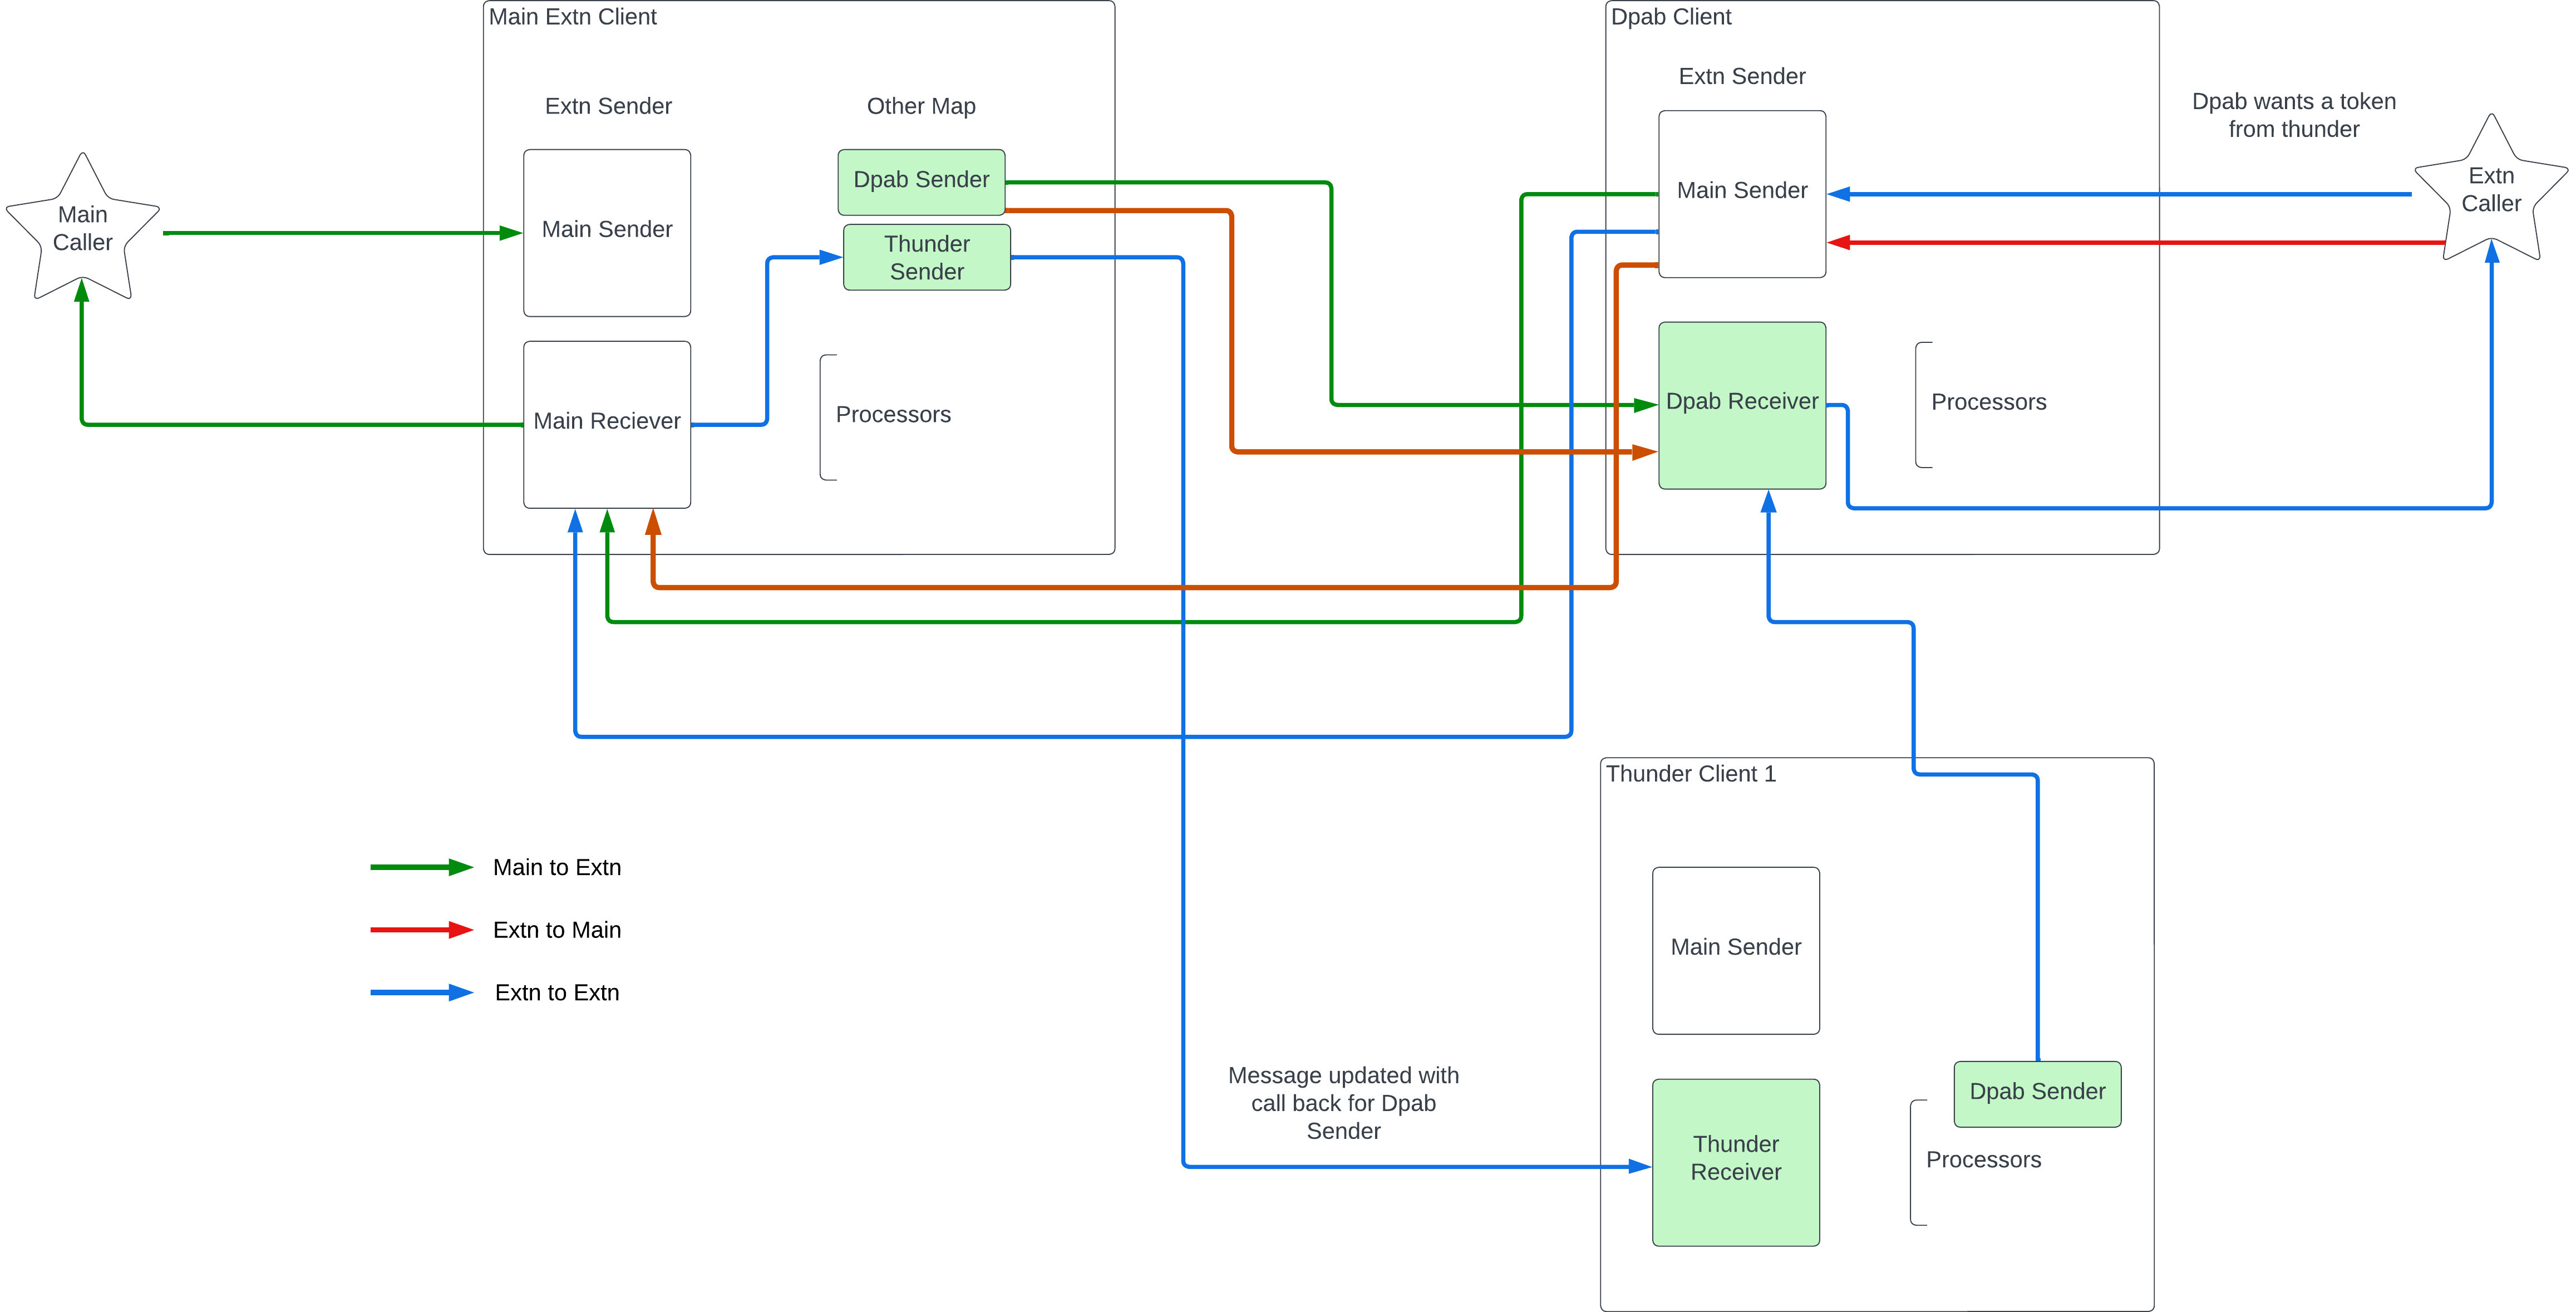 Main Extn Client
Extn Sender
Other Map
Main
Caller
Main Sender
Dpab Sender
Thunder
Sender
Main Reciever
Processors
Dpab Client
Extn Sender
Main Sender
Dpab Receiver
Processors
Dpab wants a token
from thunder
Extn
Caller
Main to Extn
Extn to Main
Extn to Extn
Message updated with
call back for Dpab
Sender
Thunder Client 1
Main Sender
Thunder
Receiver
Dpab Sender
Processors